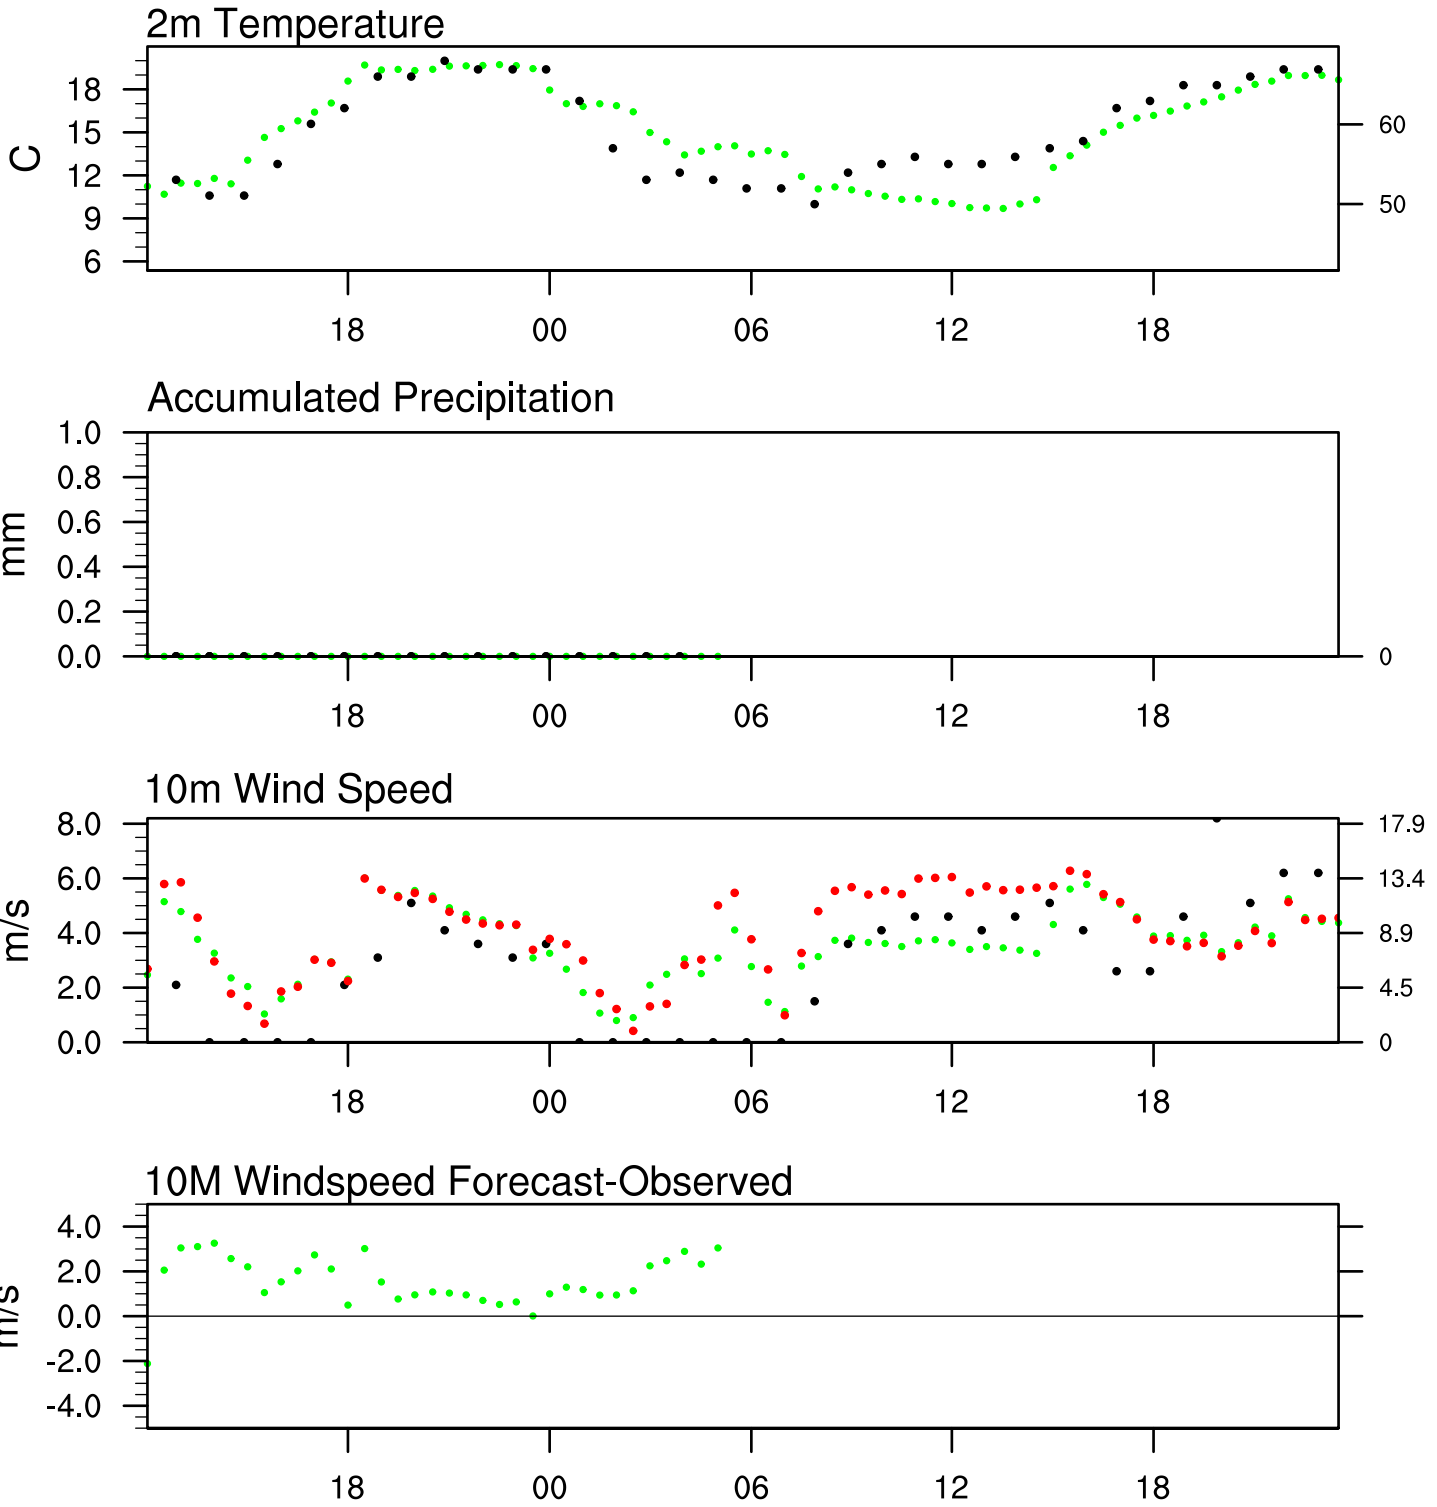 2m Temperature
18
15
12
9
6
C
60
50
18 00 06 12 18
Accumulated Precipitation
1.0
0.8
0.6
0.4
0.2
0.0
mm
0
18 00 06 12 18
10m Wind Speed
8.0 17.9
6.0 13.4
4.0 8.9
2.0 4.5
0.0 0
m/s
18 00 06 12 18
10M Windspeed Forecast-Observed
4.0
2.0
0.0
-2.0
-4.0
m/s
18 00 06 12 18